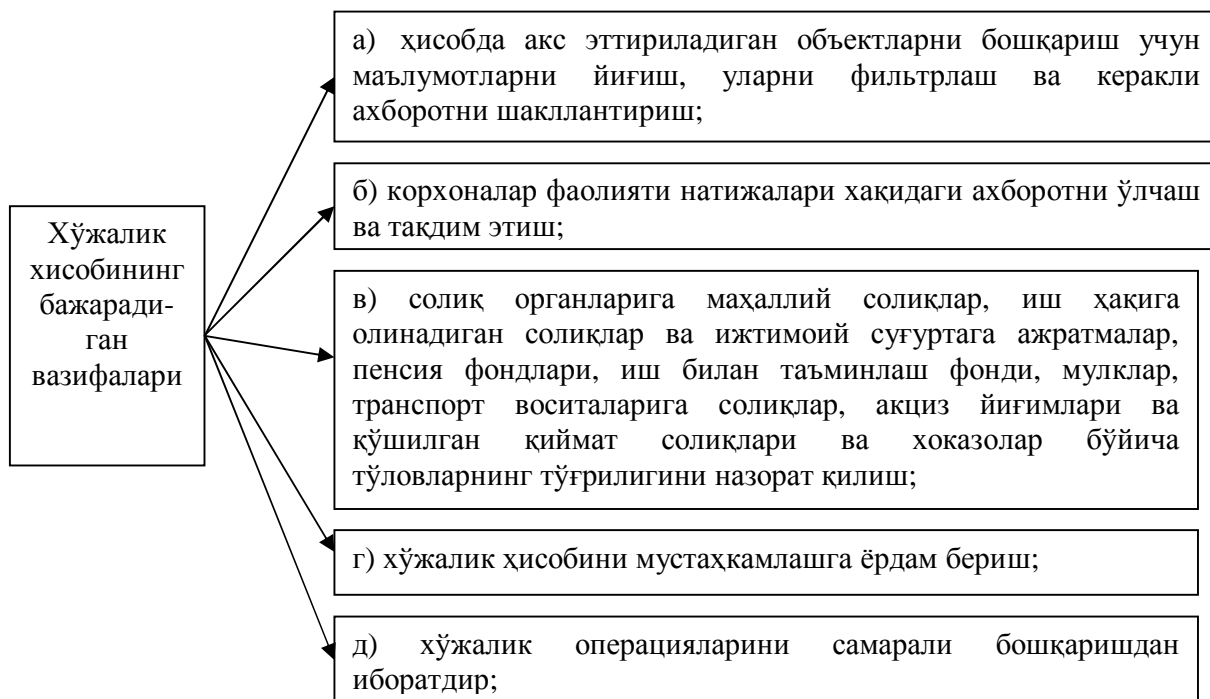 Хўжалик
хисобининг
бажаради-
ган
вазифалари
а) ҳисобда акс эттириладиган объектларни бошқариш учун
маълумотларни йиғиш, уларни фильтрлаш ва керакли
ахборотни шакллантириш;
б) корхоналар фаолияти натижалари хақидаги ахборотни ўлчаш
ва тақдим этиш;
в) солиқ органларига маҳаллий солиқлар, иш ҳақига
олинадиган солиқлар ва ижтимоий суғуртага ажратмалар,
пенсия фондлари, иш билан таъминлаш фонди, мулклар,
транспорт воситаларига солиқлар, акциз йиғимлари ва
қўшилган қиймат солиқлари ва хоказолар бўйича
тўловларнинг тўғрилигини назорат қилиш;
г) хўжалик ҳисобини мустаҳкамлашга ёрдам бериш;
д) хўжалик операцияларини самарали бошқаришдан
иборатдир;